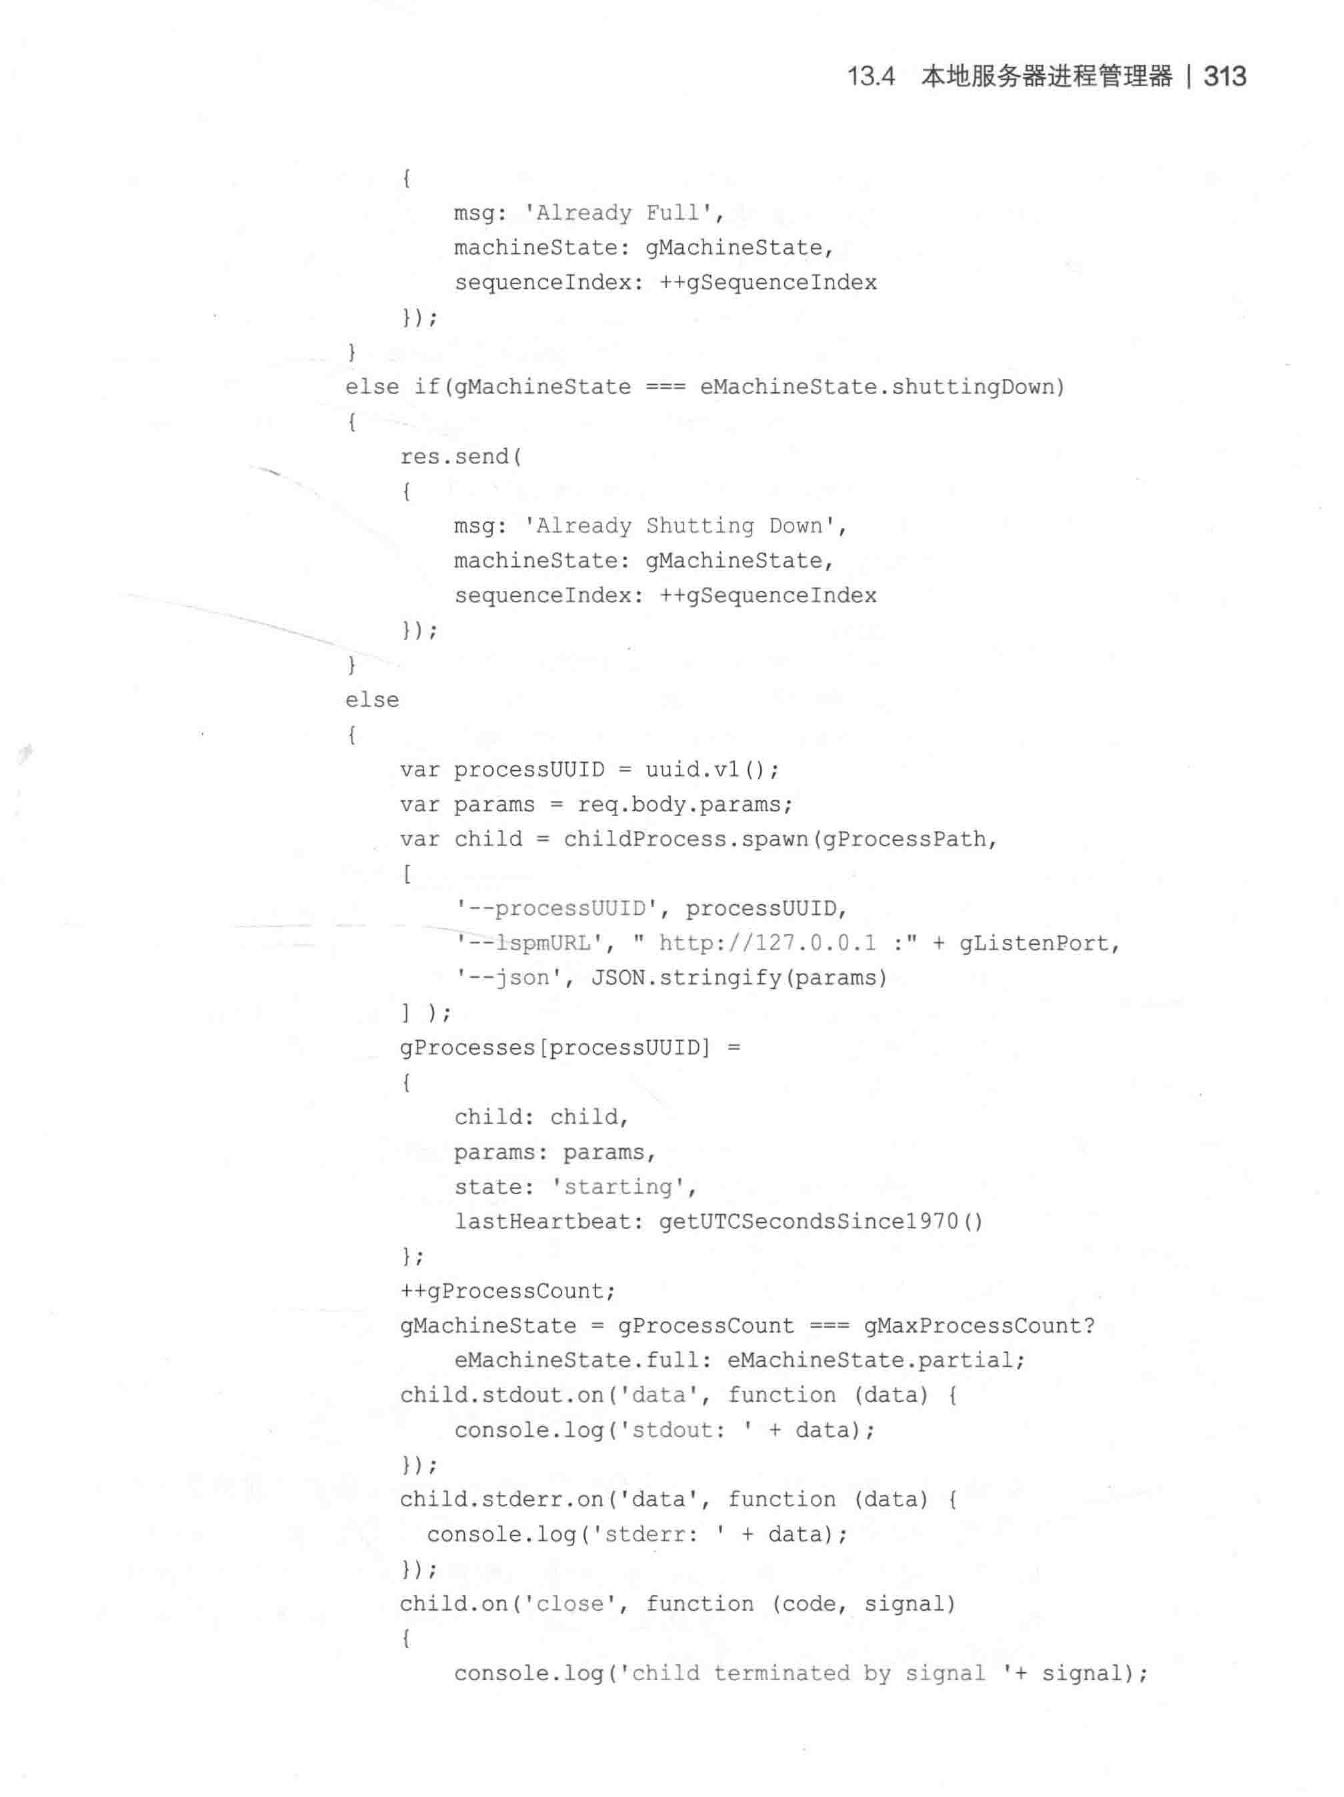 13.4 本地服务器进程管理器 | 313
{
msg: 'Already Full',
machineState: gMachineState,
sequenceIndex: ++gSequenceIndex
});
}
else if(gMachineState === eMachineState.shuttingDown)
{
res.send(
{
msg: 'Already Shutting Down',
machineState: gMachineState,
sequenceIndex: ++gSequenceIndex
});
}
else
{
var processUUID = uuid.v1();
var params = req.body.params;
var child = childProcess.spawn(gProcessPath,
[
'--processUUID', processUUID,
'--lspmURL', " http://127.0.0.1 :" + gListenPort,
'--json', JSON.stringify(params)
] );
gProcesses[processUUID] =
{
child: child,
params: params,
state: 'starting',
lastHeartbeat: getUTCSecondsSince1970()
};
++gProcessCount;
gMachineState = gProcessCount === gMaxProcessCount?
eMachineState.full: eMachineState.partial;
child.stdout.on('data', function (data) {
console.log('stdout: ' + data);
});
child.stderr.on('data', function (data) {
console.log('stderr: ' + data);
});
child.on('close', function (code, signal)
{
console.log('child terminated by signal '+ signal);